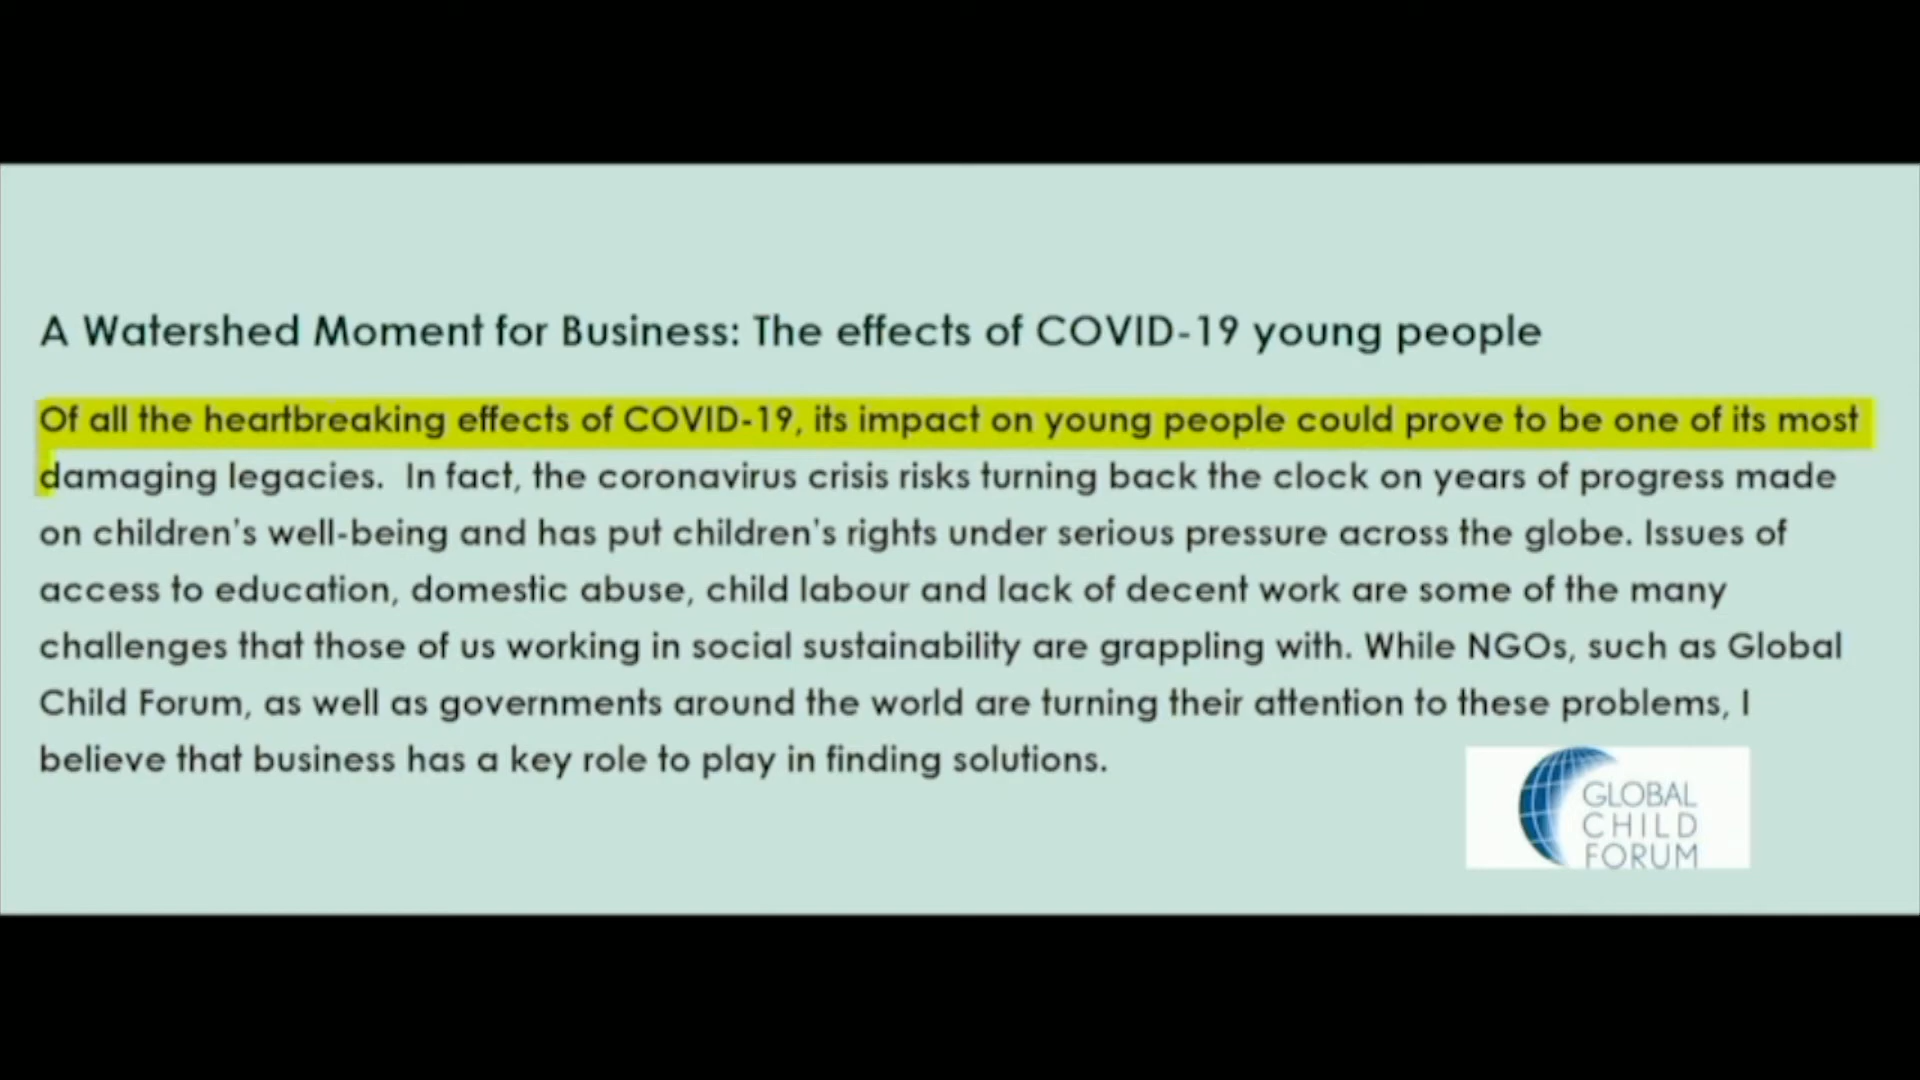 A Watershed Moment for Business: The effects of COVID-19 young people
Of all the heartbreaking effects of COVID-19, its impact on young people could prove to be one of its most
damaging legacies.  In fact, the coronavirus crisis risks turning back the clock on years of progress made
on children's well-being and has put children's rights under serious pressure across the globe. Issues of
access to education, domestic abuse, child labour and lack of decent work are some of the many
challenges that those of us working in social sustainability are grappling with. While NGOs, such as Global
Child Forum, as well as governments around the world are turning their attention to these problems, I
believe that business has a key role to play in finding solutions.
GLOBAL
CHILD
FORUM